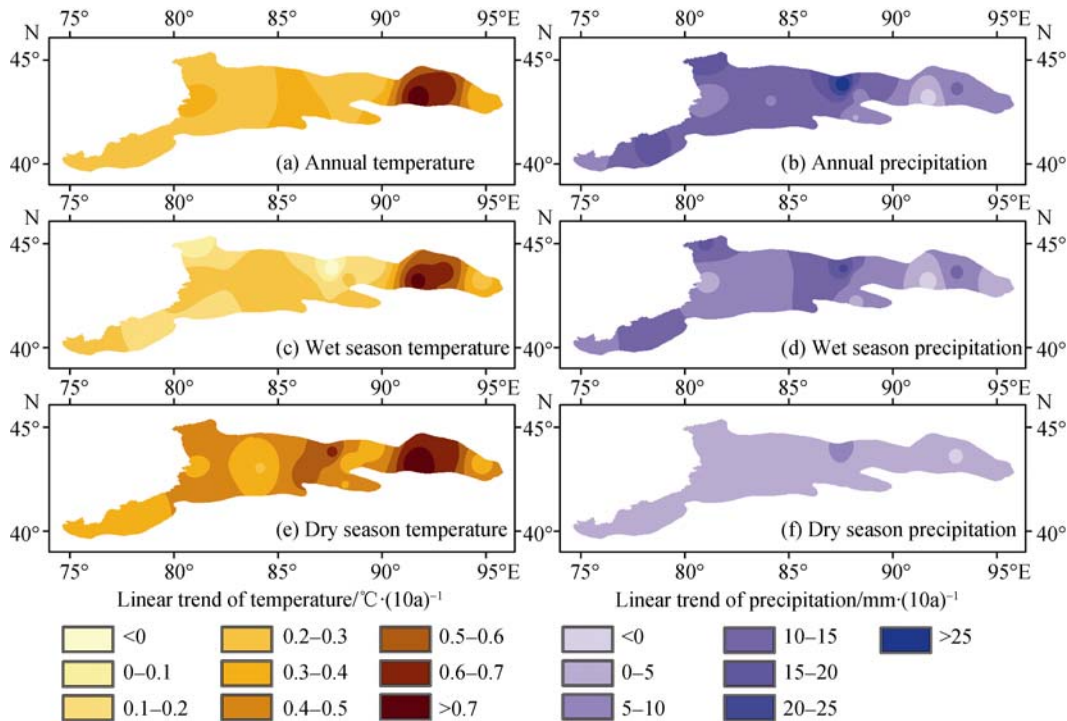 75° 80° 85° 90° 95°E 75° 80° 85° 90° 95°E
N N N
45° 45° 45°
40° (a) Annual temperature 40° (b) Annual precipitation 40°
75° 80° 85° 90° 95° 75° 80° 85° 90° 95°
N N N
45° 45° 45°
40° (c) Wet season temperature 40° (d) Wet season precipitation 40°
75° 80° 85° 90° 95° 75° 80° 85° 90° 95°
N N N
45° 45° 45°
40° (e) Dry season temperature 40° (f) Dry season precipitation 40°
75° 80° 85° 90° 95°E 75° 80° 85° 90° 95°E
Linear trend of temperature/℃·(10a)⁻¹ Linear trend of precipitation/mm·(10a)⁻¹
<0 0.2–0.3 0.5–0.6 <0 10–15 >25
0–0.1 0.3–0.4 0.6–0.7 0–5 15–20
0.1–0.2 0.4–0.5 >0.7 5–10 20–25